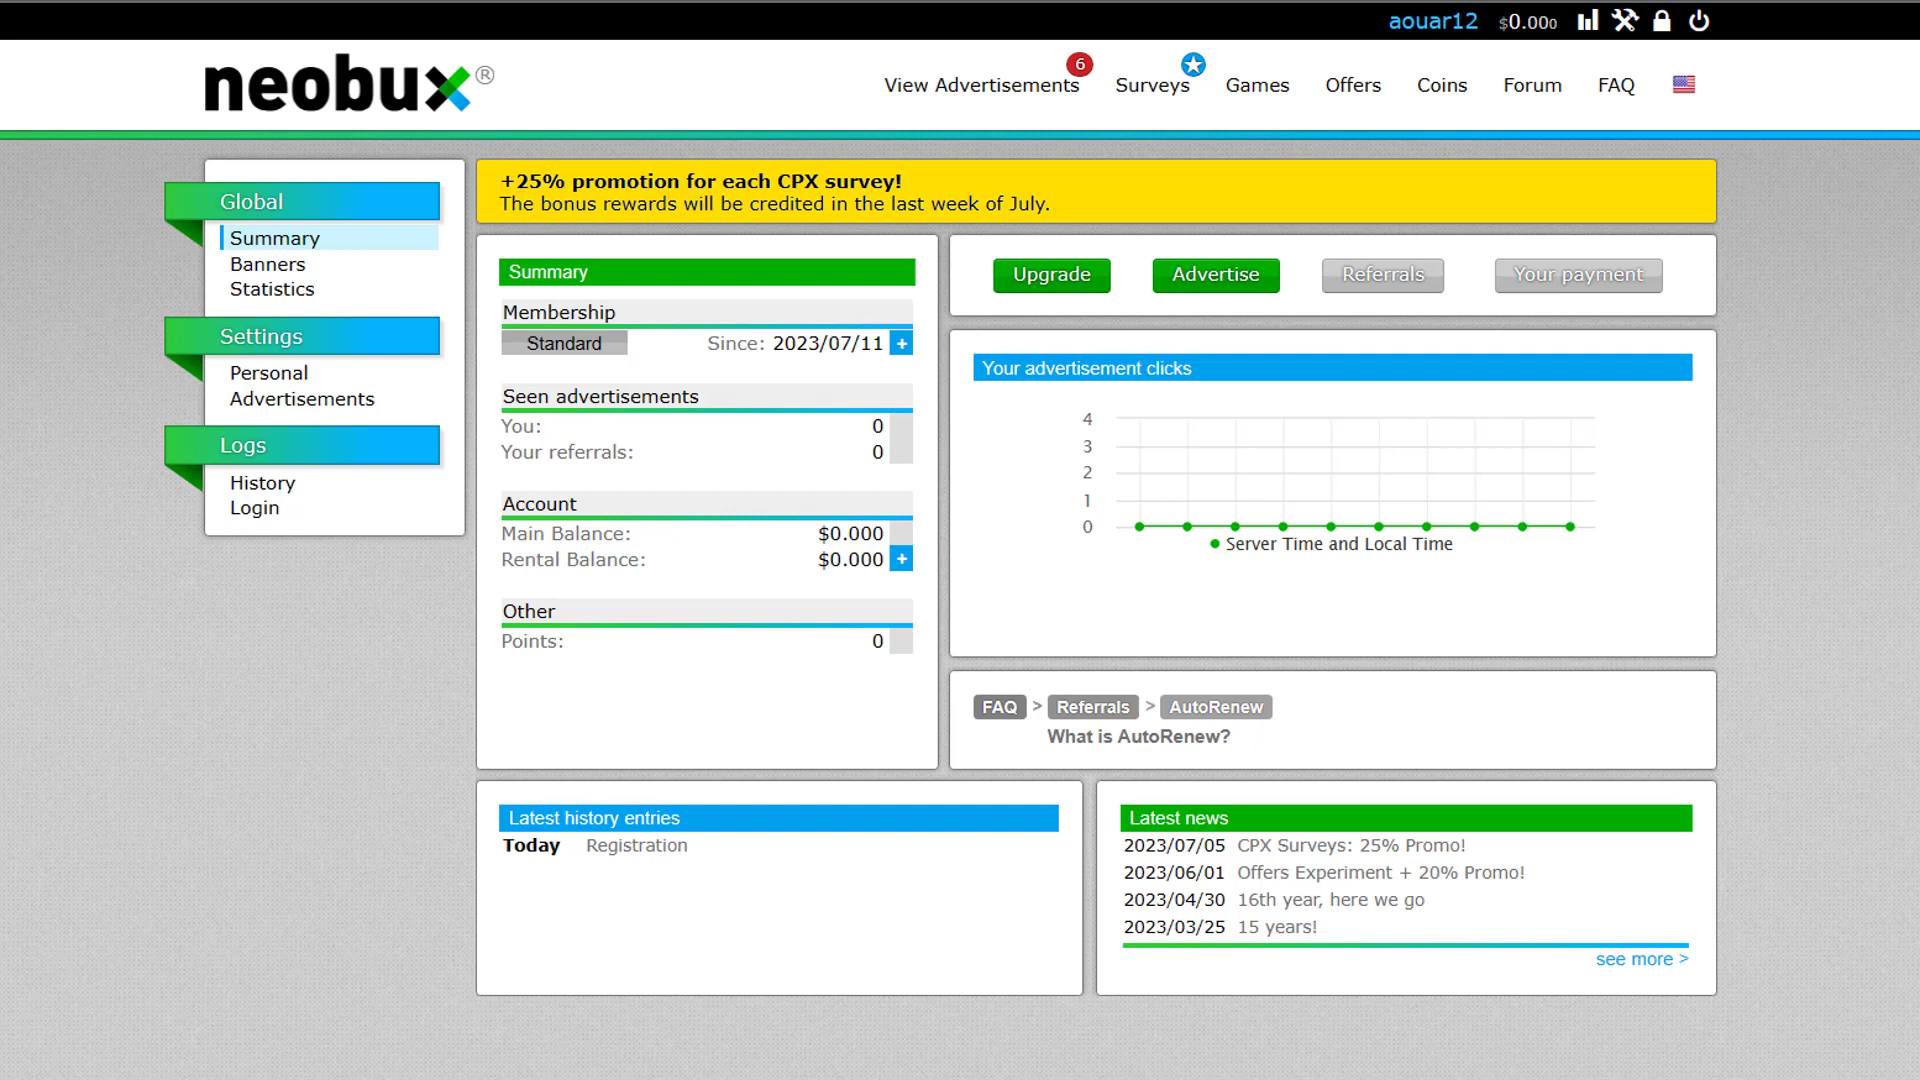 aouar12 $0.000
neobux®
View Advertisements 6 Surveys Games Offers Coins Forum FAQ
Global
Summary
Banners
Statistics
Settings
Personal
Advertisements
Logs
History
Login
+25% promotion for each CPX survey!
The bonus rewards will be credited in the last week of July.
Summary
Membership
Standard Since: 2023/07/11 +
Seen advertisements
You: 0
Your referrals: 0
Account
Main Balance: $0.000
Rental Balance: $0.000 +
Other
Points: 0
Upgrade Advertise Referrals Your payment
Your advertisement clicks
4
3
2
1
0
Server Time and Local Time
FAQ > Referrals > AutoRenew
What is AutoRenew?
Latest history entries
Today Registration
Latest news
2023/07/05 CPX Surveys: 25% Promo!
2023/06/01 Offers Experiment + 20% Promo!
2023/04/30 16th year, here we go
2023/03/25 15 years!
see more >